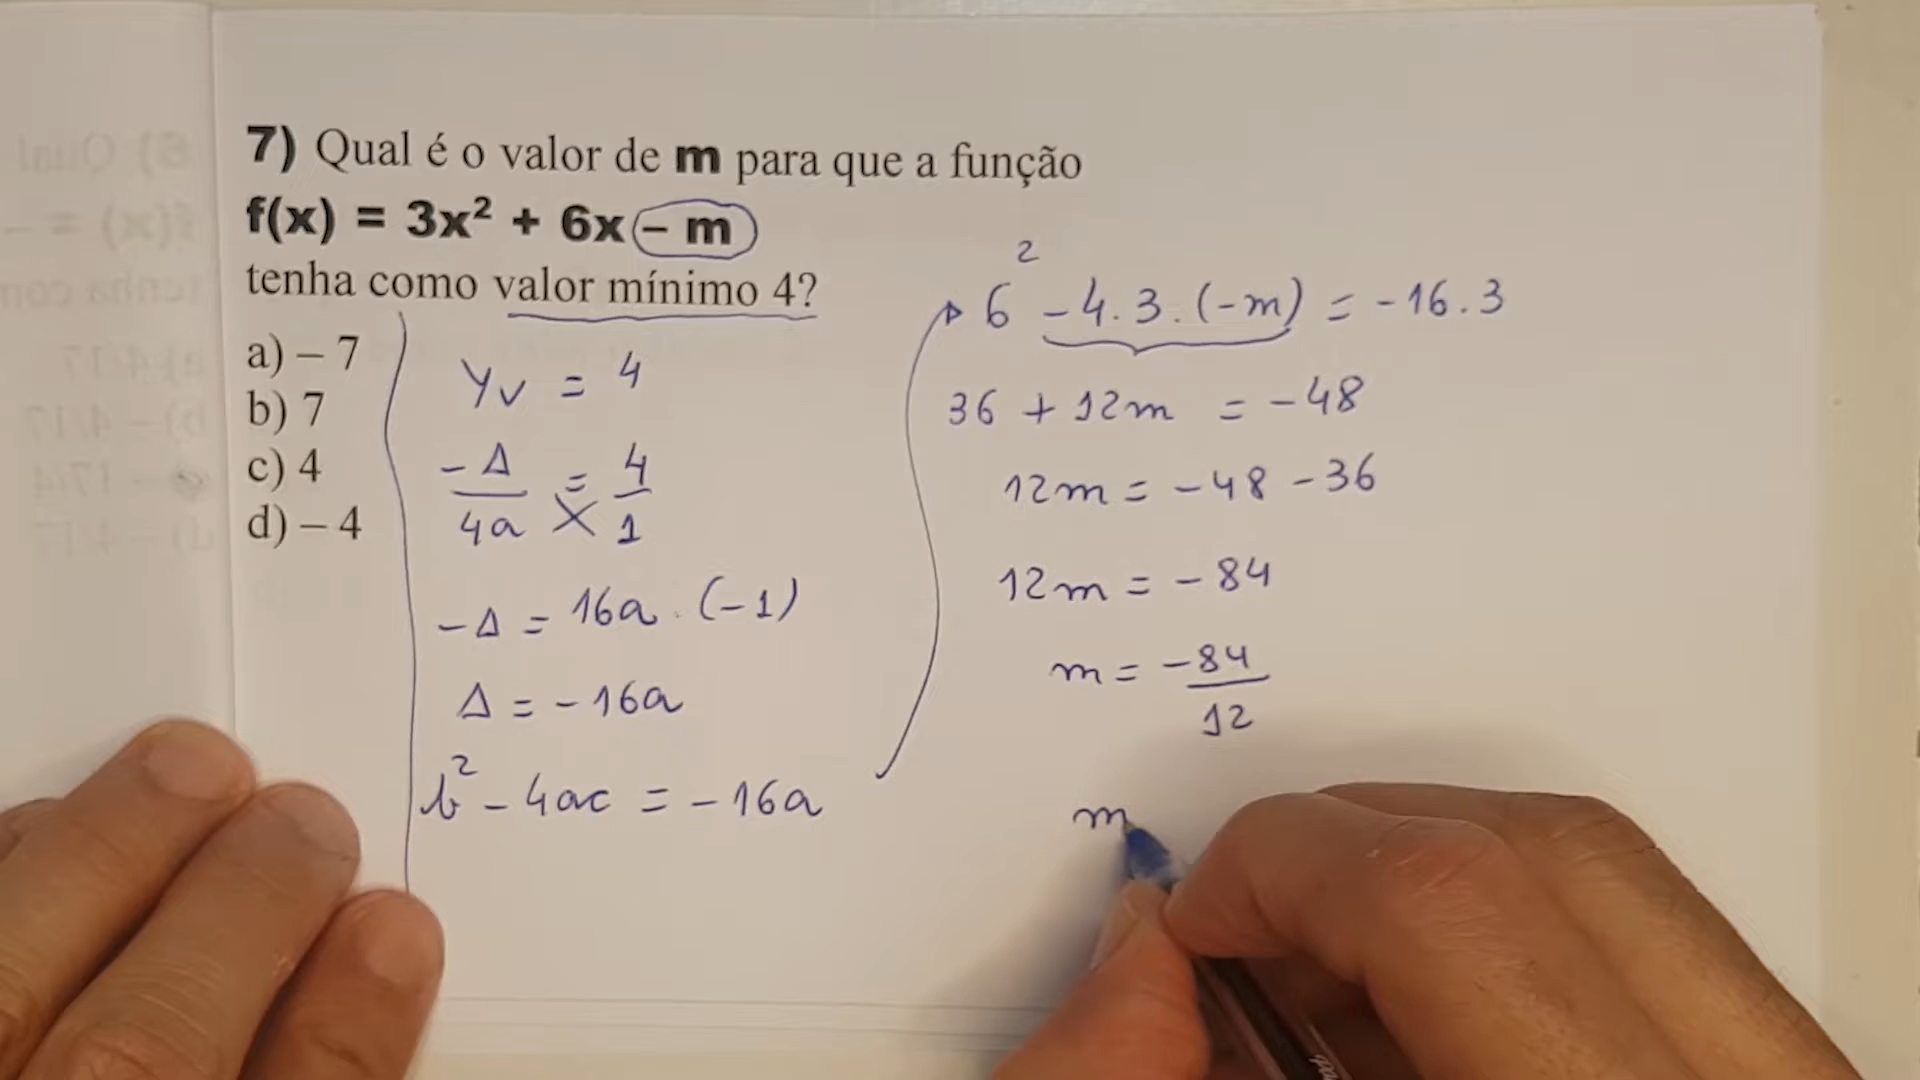 7) Qual é o valor de m para que a função
f(x) = 3x² + 6x – m
tenha como valor mínimo 4?
a) – 7
b) 7
c) 4
d) – 4
yv = 4
-Δ/4a = 4/1
-Δ = 16a . (-1)
Δ = -16a
b² - 4ac = -16a
6² - 4.3.(-m) = -16.3
36 + 12m = -48
12m = -48 - 36
12m = -84
m = -84/12
m